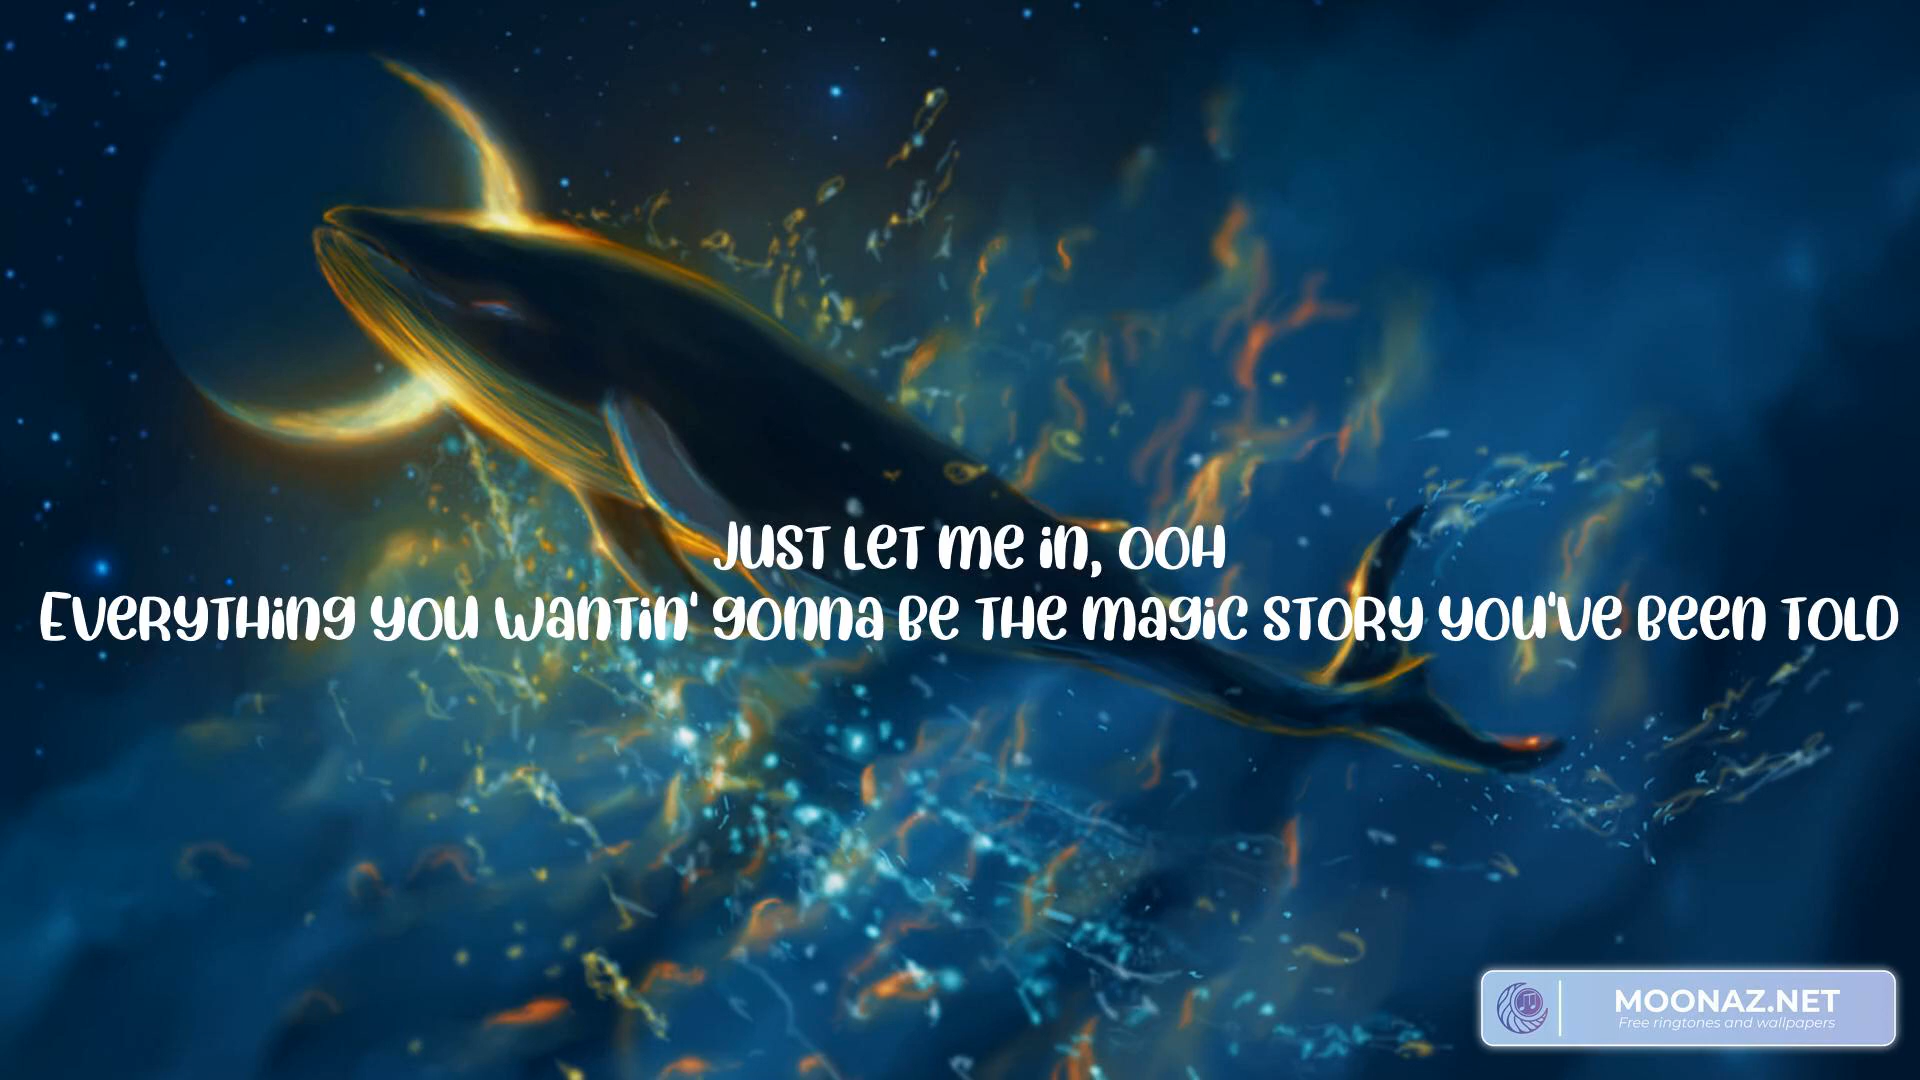 Just let me in, ooh
Everything you wantin' gonna be the magic story you've been told
MOONAZ.NET
Free ringtones and wallpapers